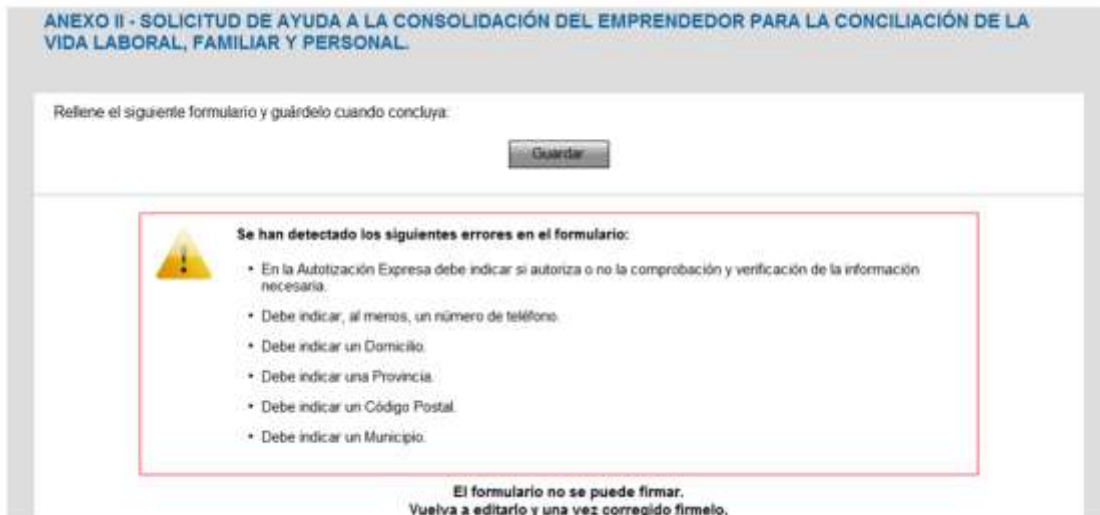 ANEXO II - SOLICITUD DE AYUDA A LA CONSOLIDACIÓN DEL EMPRENDEDOR PARA LA CONCILIACIÓN DE LA
VIDA LABORAL, FAMILIAR Y PERSONAL.
Rellene el siguiente formulario y guárdelo cuando concluya:
Guardar
Se han detectado los siguientes errores en el formulario:
• En la Autotización Expresa debe indicar si autoriza o no la comprobación y verificación de la información
necesaria.
• Debe indicar, al menos, un número de teléfono.
• Debe indicar un Domicilio.
• Debe indicar una Provincia.
• Debe indicar un Código Postal.
• Debe indicar un Municipio.
El formulario no se puede firmar.
Vuelva a editarlo y una vez corregido firmelo.